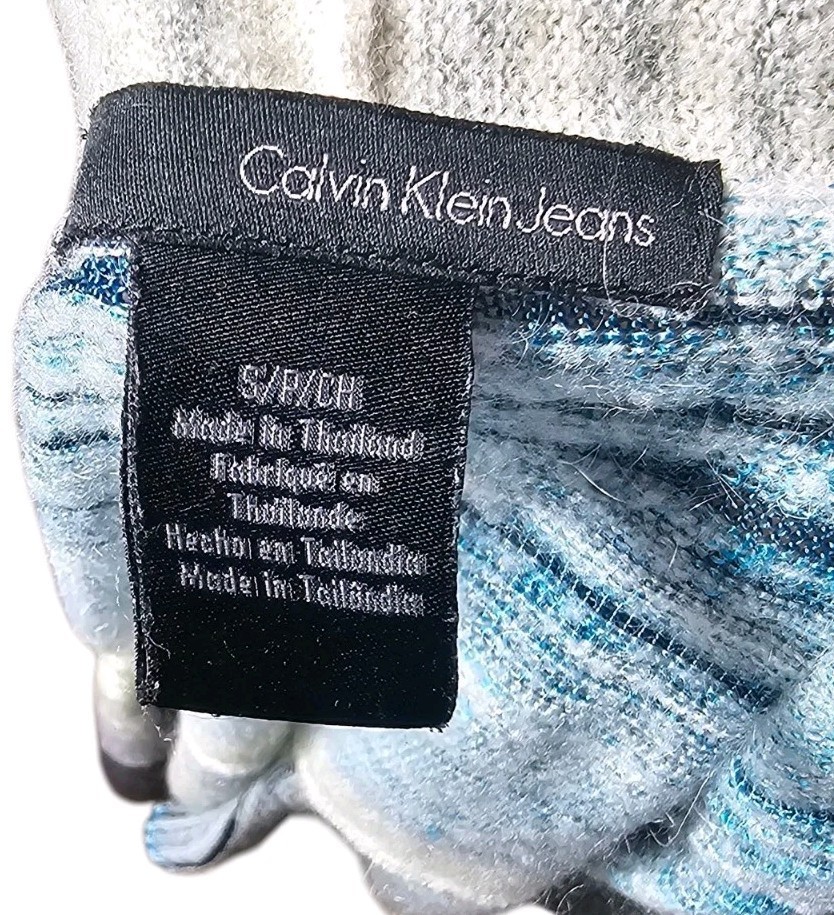 Calvin Klein Jeans
S/P/CH
Made in Thailand
Fabriqué en
Thaïlande
Hecho en Tailandia
Made in Tailândia